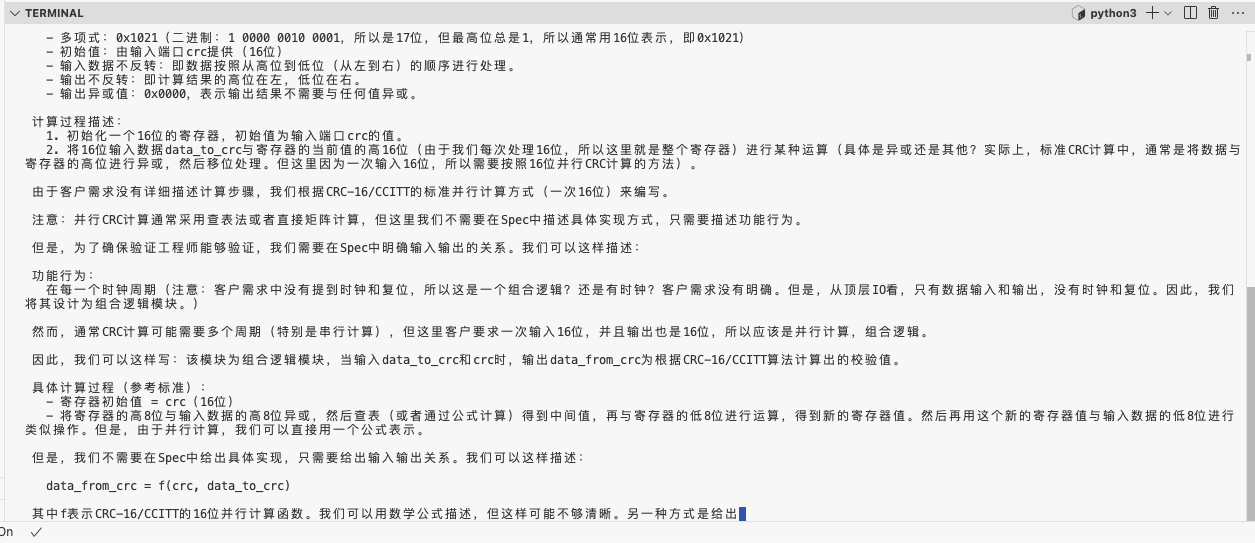 TERMINAL
python3
- 多项式：0x1021（二进制：1 0000 0010 0001，所以是17位，但最高位总是1，所以通常用16位表示，即0x1021）
- 初始值：由输入端口crc提供（16位）
- 输入数据不反转：即数据按照从高位到低位（从左到右）的顺序进行处理。
- 输出不反转：即计算结果的高位在左，低位在右。
- 输出异或值：0x0000，表示输出结果不需要与任何值异或。
计算过程描述：
1. 初始化一个16位的寄存器，初始值为输入端口crc的值。
2. 将16位输入数据data_to_crc与寄存器的当前值的高16位（由于我们每次处理16位，所以这里就是整个寄存器）进行某种运算（具体是异或还是其他？实际上，标准CRC计算中，通常是将数据与
寄存器的高位进行异或，然后移位处理。但这里因为一次输入16位，所以需要按照16位并行CRC计算的方法）。
由于客户需求没有详细描述计算步骤，我们根据CRC-16/CCITT的标准并行计算方式（一次16位）来编写。
注意：并行CRC计算通常采用查表法或者直接矩阵计算，但这里我们不需要在Spec中描述具体实现方式，只需要描述功能行为。
但是，为了确保验证工程师能够验证，我们需要在Spec中明确输入输出的关系。我们可以这样描述：
功能行为：
在每一个时钟周期（注意：客户需求中没有提到时钟和复位，所以这是一个组合逻辑？还是有时钟？客户需求没有明确。但是，从顶层IO看，只有数据输入和输出，没有时钟和复位。因此，我们
将其设计为组合逻辑模块。）
然而，通常CRC计算可能需要多个周期（特别是串行计算），但这里客户要求一次输入16位，并且输出也是16位，所以应该是并行计算，组合逻辑。
因此，我们可以这样写：该模块为组合逻辑模块，当输入data_to_crc和crc时，输出data_from_crc为根据CRC-16/CCITT算法计算出的校验值。
具体计算过程（参考标准）：
- 寄存器初始值 = crc（16位）
- 将寄存器的高8位与输入数据的高8位异或，然后查表（或者通过公式计算）得到中间值，再与寄存器的低8位进行运算，得到新的寄存器值。然后再用这个新的寄存器值与输入数据的低8位进行
类似操作。但是，由于并行计算，我们可以直接用一个公式表示。
但是，我们不需要在Spec中给出具体实现，只需要给出输入输出关系。我们可以这样描述：
data_from_crc = f(crc, data_to_crc)
其中f表示CRC-16/CCITT的16位并行计算函数。我们可以用数学公式描述，但这样可能不够清晰。另一种方式是给出
On